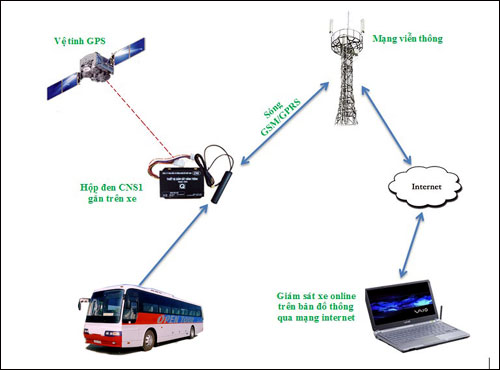 Vệ tinh GPS
Mạng viễn thông
Sóng
GSM/GPRS
Hộp đen CNS1
gắn trên xe
Internet
Giám sát xe online
trên bản đồ thông
qua mạng internet
VAIO